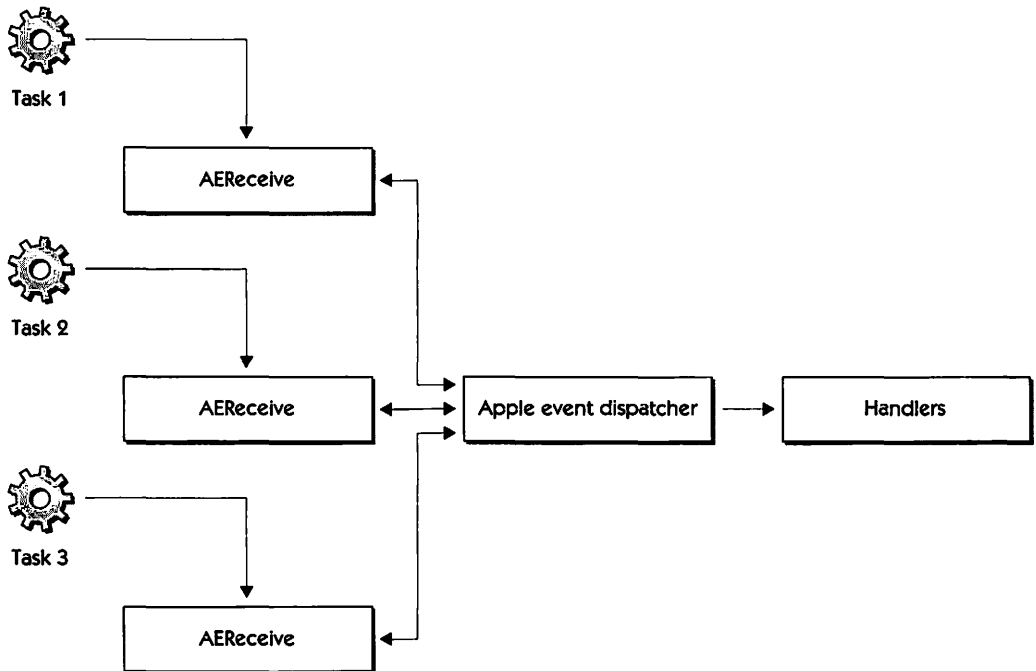 Task 1
AEReceive
Task 2
AEReceive
Apple event dispatcher
Handlers
Task 3
AEReceive